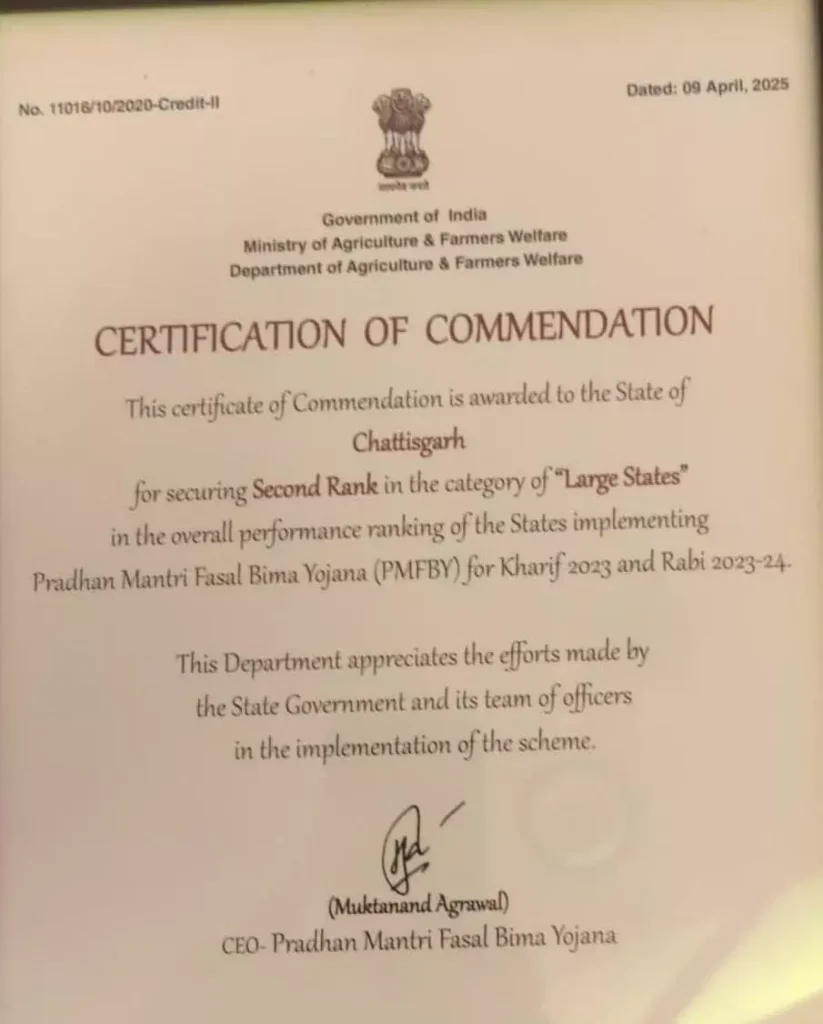 No. 11016/10/2020-Credit-II
Dated: 09 April, 2025
सत्यमेव जयते
Government of India
Ministry of Agriculture & Farmers Welfare
Department of Agriculture & Farmers Welfare
CERTIFICATION OF COMMENDATION
This certificate of Commendation is awarded to the State of
Chattisgarh
for securing Second Rank in the category of “Large States”
in the overall performance ranking of the States implementing
Pradhan Mantri Fasal Bima Yojana (PMFBY) for Kharif 2023 and Rabi 2023-24.
This Department appreciates the efforts made by
the State Government and its team of officers
in the implementation of the scheme.
(Muktanand Agrawal)
CEO- Pradhan Mantri Fasal Bima Yojana